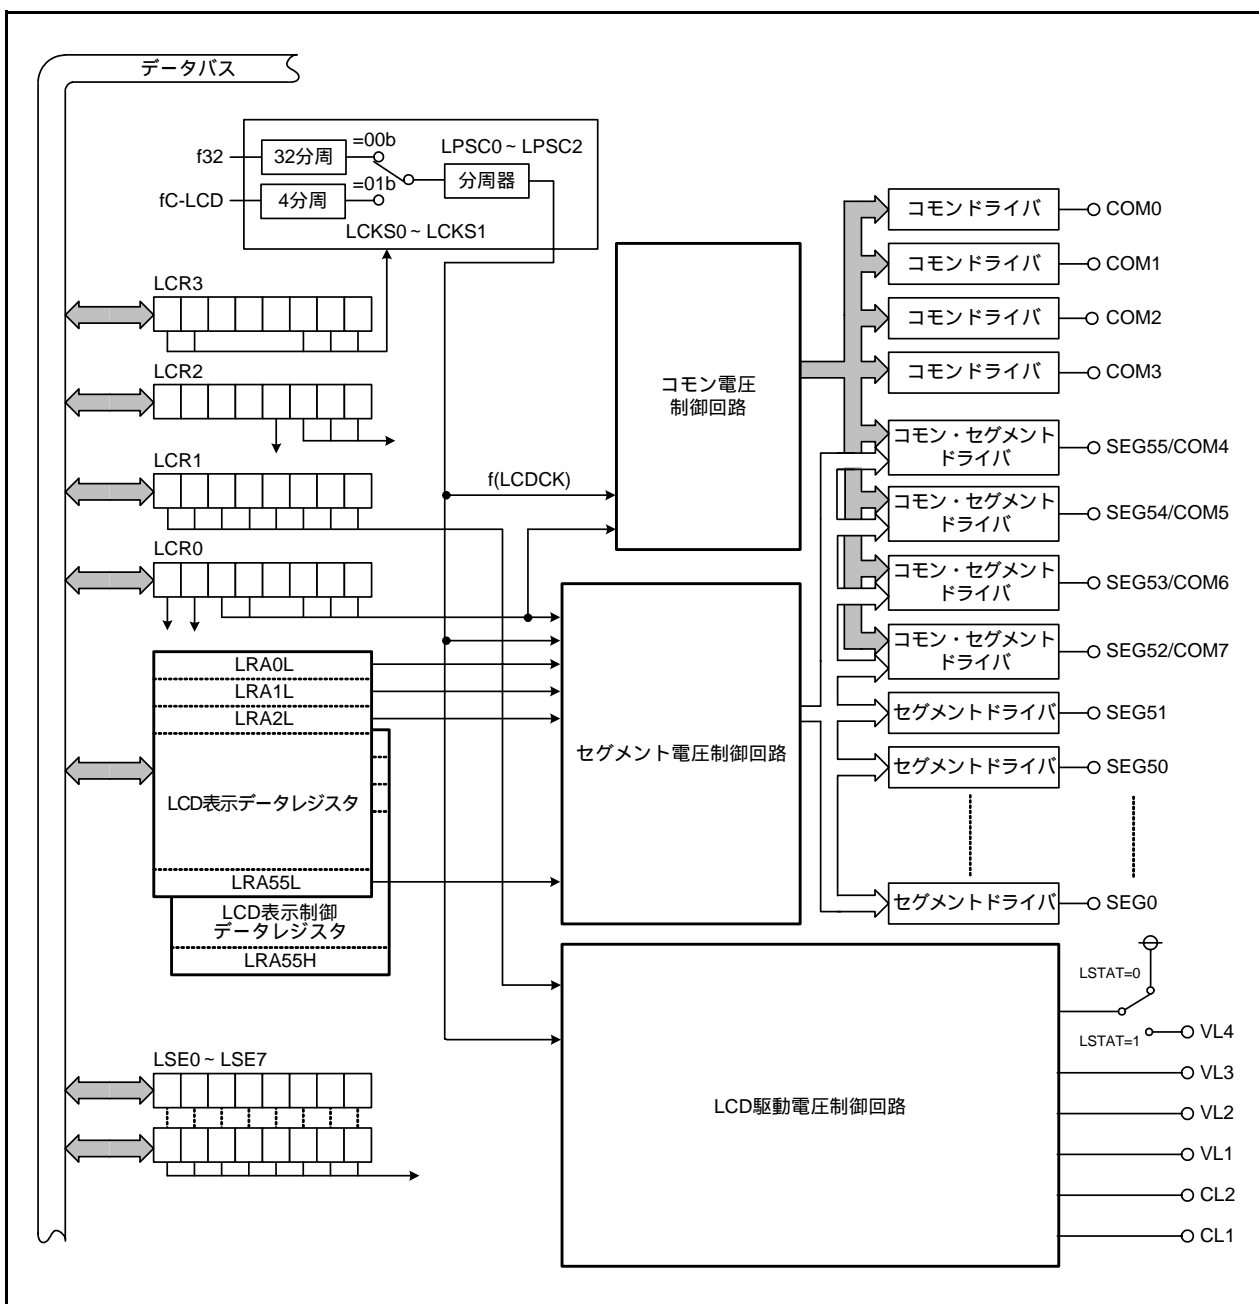 データバス
f32
32分周
=00b
LPSC0 ~ LPSC2
分周器
fC-LCD
4分周
=01b
LCKS0 ~ LCKS1
LCR3
LCR2
LCR1
LCR0
f(LCDCK)
コモン電圧
制御回路
コモンドライバ
COM0
コモンドライバ
COM1
コモンドライバ
COM2
コモンドライバ
COM3
コモン・セグメント
ドライバ
SEG55/COM4
コモン・セグメント
ドライバ
SEG54/COM5
コモン・セグメント
ドライバ
SEG53/COM6
コモン・セグメント
ドライバ
SEG52/COM7
セグメントドライバ
SEG51
セグメントドライバ
SEG50
セグメントドライバ
SEG0
LRA0L
LRA1L
LRA2L
LCD表示データレジスタ
LRA55L
LCD表示制御
データレジスタ
LRA55H
セグメント電圧制御回路
LSE0 ~ LSE7
LCD駆動電圧制御回路
LSTAT=0
LSTAT=1
VL4
VL3
VL2
VL1
CL2
CL1